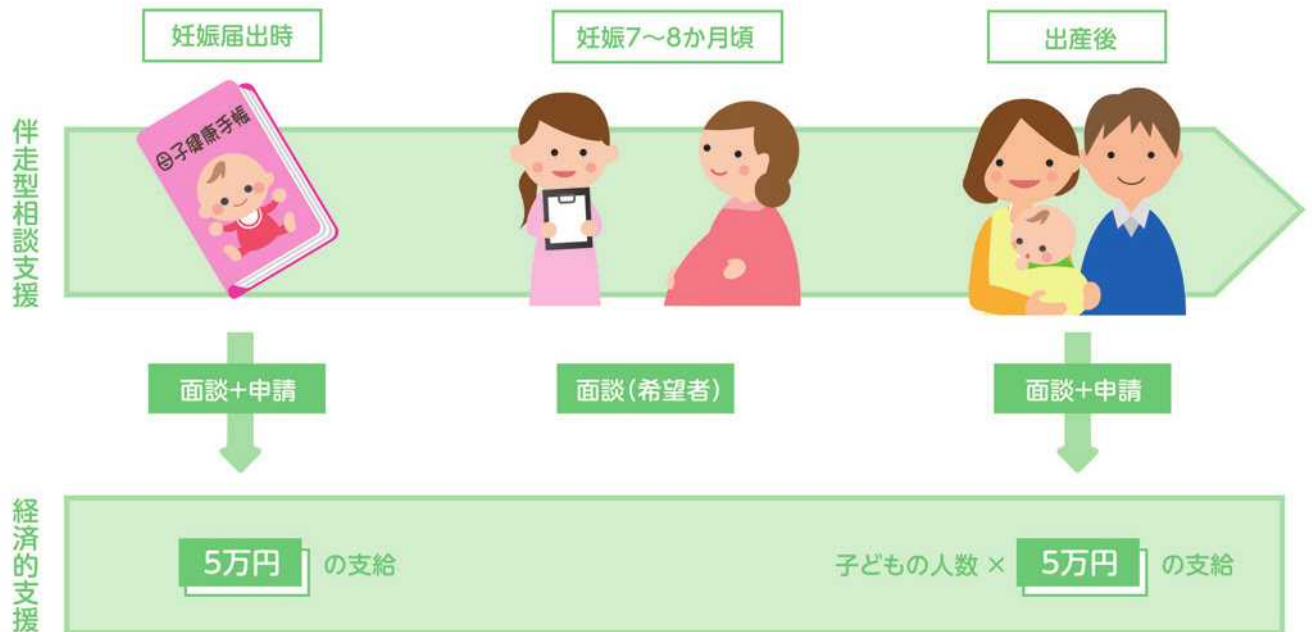 妊娠届出時
妊娠7〜8か月頃
出産後
伴走型相談支援
母子健康手帳
面談+申請
面談(希望者)
面談+申請
経済的支援
5万円 の支給
子どもの人数 × 5万円 の支給